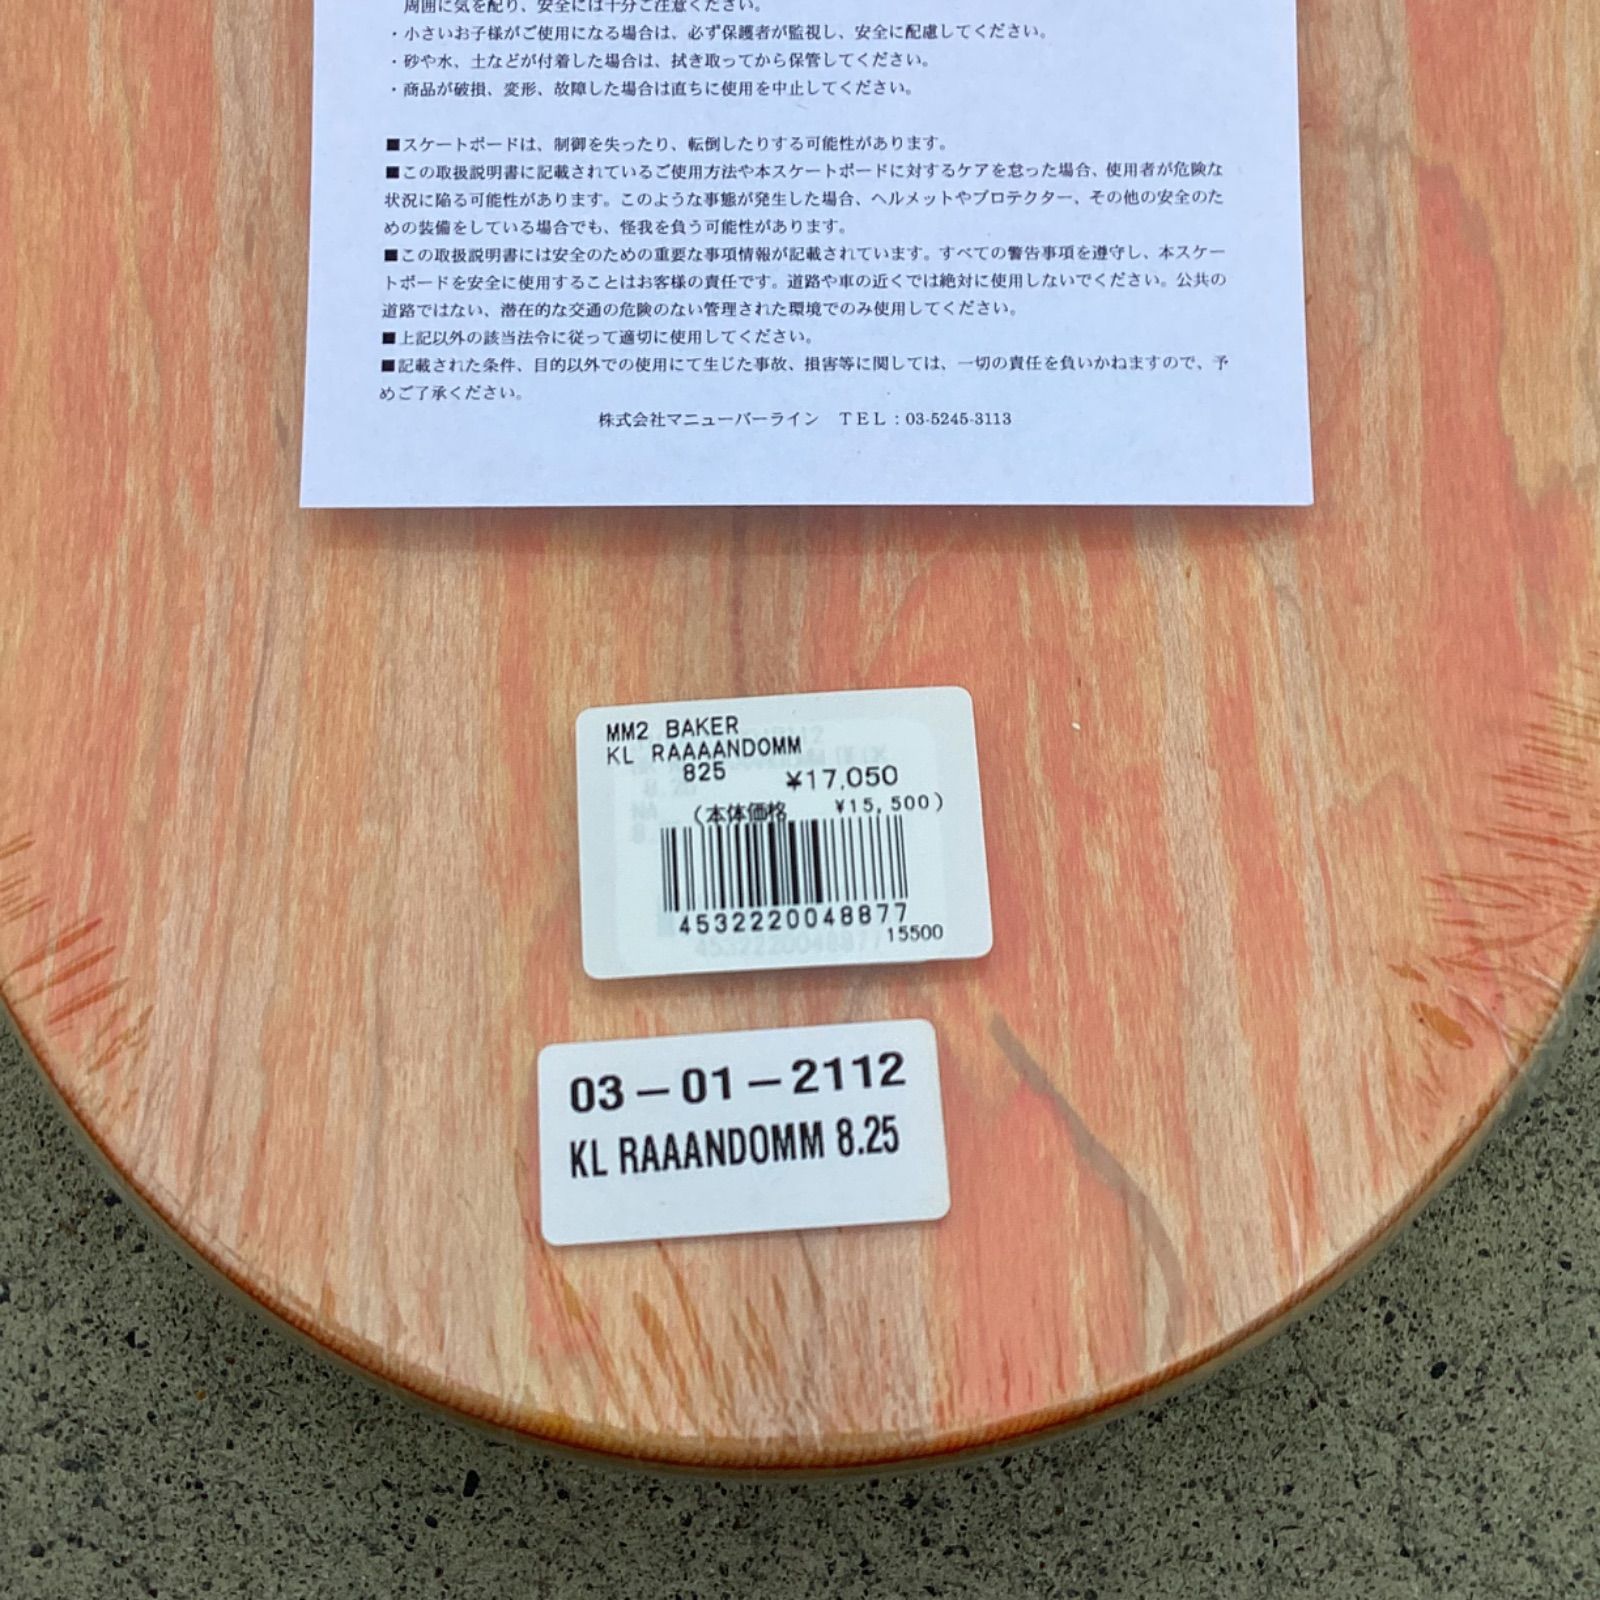 周囲に気を配り、安全には十分ご注意ください。
・小さいお子様がご使用になる場合は、必ず保護者が監視し、安全に配慮してください。
・砂や水、土などが付着した場合は、拭き取ってから保管してください。
・商品が破損、変形、故障した場合は直ちに使用を中止してください。
■スケートボードは、制御を失ったり、転倒したりする可能性があります。
■この取扱説明書に記載されているご使用方法や本スケートボードに対するケアを怠った場合、使用者が危険な
状況に陥る可能性があります。このような事態が発生した場合、ヘルメットやプロテクター、その他の安全のた
めの装備をしている場合でも、怪我を負う可能性があります。
■この取扱説明書には安全のための重要な事項情報が記載されています。すべての警告事項を遵守し、本スケー
トボードを安全に使用することはお客様の責任です。道路や車の近くでは絶対に使用しないでください。公共の
道路ではない、潜在的な交通の危険のない管理された環境でのみ使用してください。
■上記以外の該当法令に従って適切に使用してください。
■記載された条件、目的以外での使用にて生じた事故、損害等に関しては、一切の責任を負いかねますので、予
めご了承ください。
株式会社マニューバーライン　ＴＥＬ：03-5245-3113
MM2 BAKER
KL RAAAANDOMM
825 ¥17,050
(本体価格 ¥15,500)
4532220048877
15500
03－01－2112
KL RAAANDOMM 8.25